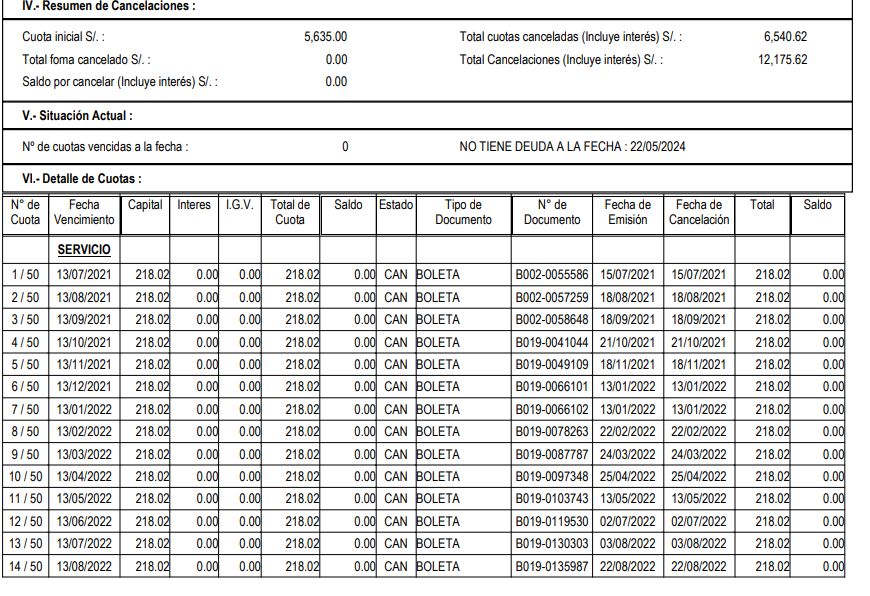 IV.- Resumen de Cancelaciones :
Cuota inicial S/. : 5,635.00 Total cuotas canceladas (Incluye interés) S/. : 6,540.62
Total foma cancelado S/. : 0.00 Total Cancelaciones (Incluye interés) S/. : 12,175.62
Saldo por cancelar (Incluye interés) S/. : 0.00
V.- Situación Actual :
Nº de cuotas vencidas a la fecha : 0 NO TIENE DEUDA A LA FECHA : 22/05/2024
VI.- Detalle de Cuotas :
N° de Fecha Capital Interes I.G.V. Total de Saldo Estado Tipo de N° de Fecha de Fecha de Total Saldo
Cuota Vencimiento Cuota Documento Documento Emisión Cancelación
SERVICIO
1 / 50 13/07/2021 218.02 0.00 0.00 218.02 0.00 CAN BOLETA B002-0055586 15/07/2021 15/07/2021 218.02 0.00
2 / 50 13/08/2021 218.02 0.00 0.00 218.02 0.00 CAN BOLETA B002-0057259 18/08/2021 18/08/2021 218.02 0.00
3 / 50 13/09/2021 218.02 0.00 0.00 218.02 0.00 CAN BOLETA B002-0058648 18/09/2021 18/09/2021 218.02 0.00
4 / 50 13/10/2021 218.02 0.00 0.00 218.02 0.00 CAN BOLETA B019-0041044 21/10/2021 21/10/2021 218.02 0.00
5 / 50 13/11/2021 218.02 0.00 0.00 218.02 0.00 CAN BOLETA B019-0049109 18/11/2021 18/11/2021 218.02 0.00
6 / 50 13/12/2021 218.02 0.00 0.00 218.02 0.00 CAN BOLETA B019-0066101 13/01/2022 13/01/2022 218.02 0.00
7 / 50 13/01/2022 218.02 0.00 0.00 218.02 0.00 CAN BOLETA B019-0066102 13/01/2022 13/01/2022 218.02 0.00
8 / 50 13/02/2022 218.02 0.00 0.00 218.02 0.00 CAN BOLETA B019-0078263 22/02/2022 22/02/2022 218.02 0.00
9 / 50 13/03/2022 218.02 0.00 0.00 218.02 0.00 CAN BOLETA B019-0087787 24/03/2022 24/03/2022 218.02 0.00
10 / 50 13/04/2022 218.02 0.00 0.00 218.02 0.00 CAN BOLETA B019-0097348 25/04/2022 25/04/2022 218.02 0.00
11 / 50 13/05/2022 218.02 0.00 0.00 218.02 0.00 CAN BOLETA B019-0103743 13/05/2022 13/05/2022 218.02 0.00
12 / 50 13/06/2022 218.02 0.00 0.00 218.02 0.00 CAN BOLETA B019-0119530 02/07/2022 02/07/2022 218.02 0.00
13 / 50 13/07/2022 218.02 0.00 0.00 218.02 0.00 CAN BOLETA B019-0130303 03/08/2022 03/08/2022 218.02 0.00
14 / 50 13/08/2022 218.02 0.00 0.00 218.02 0.00 CAN BOLETA B019-0135987 22/08/2022 22/08/2022 218.02 0.00